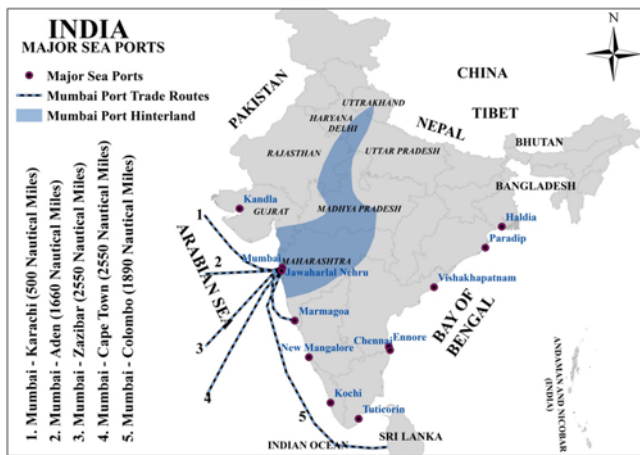 INDIA
MAJOR SEA PORTS
Major Sea Ports
Mumbai Port Trade Routes
Mumbai Port Hinterland
1. Mumbai - Karachi (500 Nautical Miles)
2. Mumbai - Aden (1660 Nautical Miles)
3. Mumbai - Zazibar (2550 Nautical Miles)
4. Mumbai - Cape Town (2550 Nautical Miles)
5. Mumbai - Colombo (1890 Nautical Miles)
N
CHINA
TIBET
PAKISTAN
NEPAL
BHUTAN
BANGLADESH
UTTRAKHAND
HARYANA
DELHI
RAJASTHAN
UTTAR PRADESH
Kandla
GUJRAT
MADHYA PRADESH
Haldia
Paradip
1
2
3
4
5
ARABIAN SEA
Mumbai
MAHARASHTRA
Jawaharlal Nehru
Vishakhapatnam
BAY OF
BENGAL
Marmagoa
Chennai
Ennore
New Mangalore
Kochi
Tuticorin
INDIAN OCEAN
SRI LANKA
ANDAMAN AND NICOBAR
(INDIA)